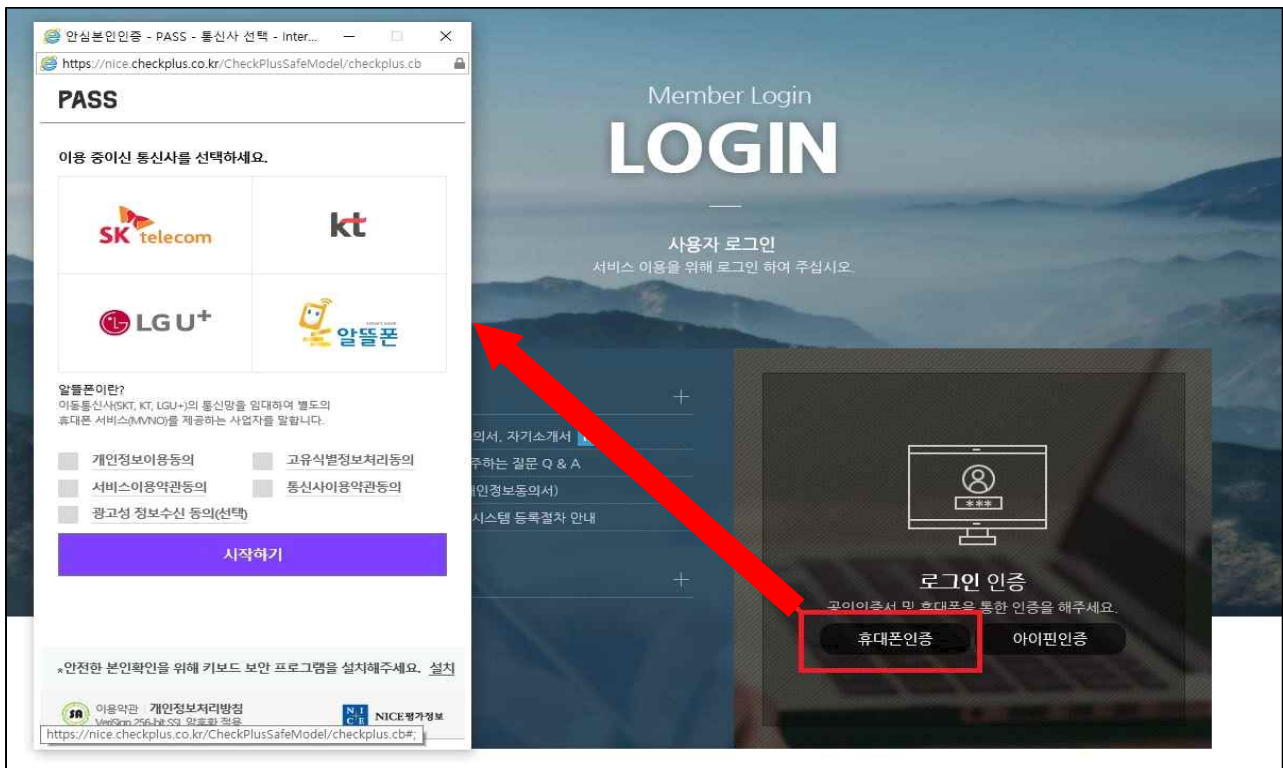 안심본인인증 - PASS - 통신사 선택 - Inter...
https://nice.checkplus.co.kr/CheckPlusSafeModel/checkplus.cb
PASS
이용 중이신 통신사를 선택하세요.
SK telecom
kt
LG U+
알뜰폰
알뜰폰이란?
이동통신사(SKT, KT, LGU+)의 통신망을 임대하여 별도의
휴대폰 서비스(MVNO)를 제공하는 사업자를 말합니다.
개인정보이용동의
고유식별정보처리동의
서비스이용약관동의
통신사이용약관동의
광고성 정보수신 동의(선택)
시작하기
*안전한 본인확인을 위해 키보드 보안 프로그램을 설치해주세요. 설치
이용약관 개인정보처리방침
VeriSign 256-bit SSL 암호화 적용
NICE평가정보
https://nice.checkplus.co.kr/CheckPlusSafeModel/checkplus.cb#;
Member Login
LOGIN
사용자 로그인
서비스 이용을 위해 로그인 하여 주십시오.
의서, 자기소개서
주하는 질문 Q & A
인정보동의서)
시스템 등록절차 안내
***
로그인 인증
공인인증서 및 휴대폰을 통한 인증을 해주세요.
휴대폰인증
아이핀인증